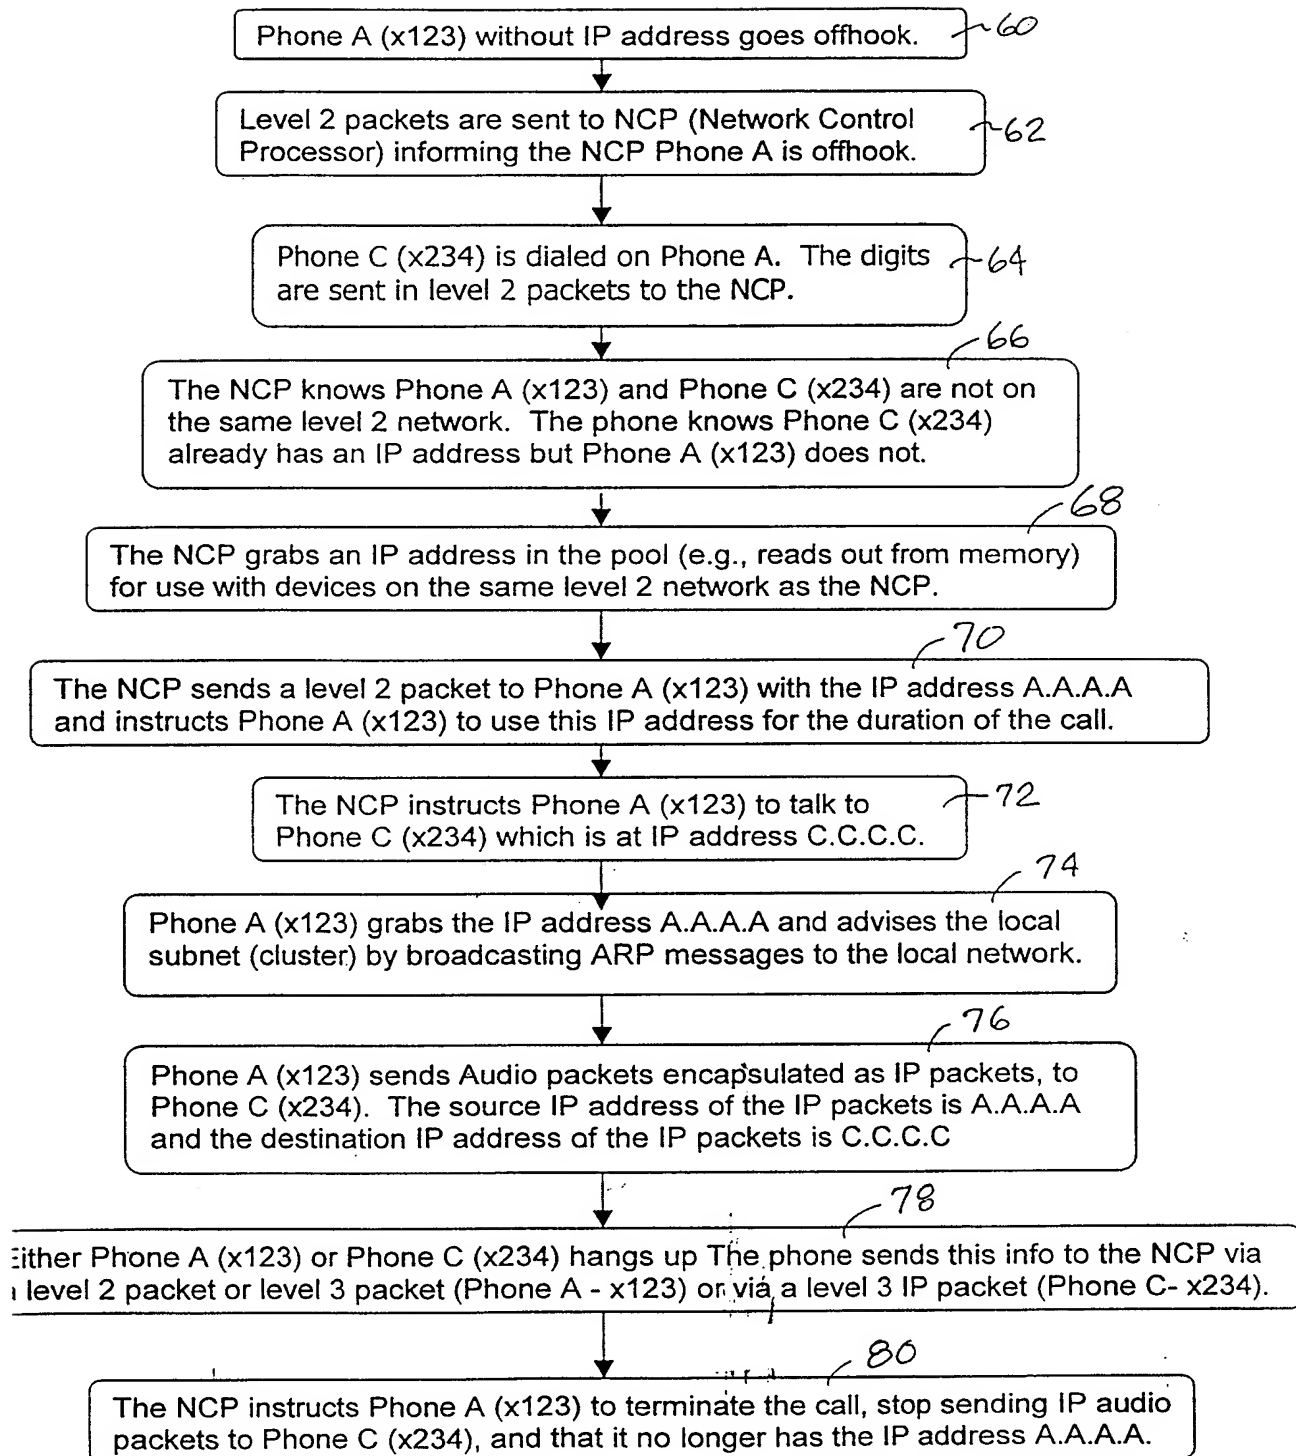 Phone A (x123) without IP address goes offhook.
60
Level 2 packets are sent to NCP (Network Control
Processor) informing the NCP Phone A is offhook.
62
Phone C (x234) is dialed on Phone A. The digits
are sent in level 2 packets to the NCP.
64
66
The NCP knows Phone A (x123) and Phone C (x234) are not on
the same level 2 network. The phone knows Phone C (x234)
already has an IP address but Phone A (x123) does not.
68
The NCP grabs an IP address in the pool (e.g., reads out from memory)
for use with devices on the same level 2 network as the NCP.
70
The NCP sends a level 2 packet to Phone A (x123) with the IP address A.A.A.A
and instructs Phone A (x123) to use this IP address for the duration of the call.
72
The NCP instructs Phone A (x123) to talk to
Phone C (x234) which is at IP address C.C.C.C.
74
Phone A (x123) grabs the IP address A.A.A.A and advises the local
subnet (cluster) by broadcasting ARP messages to the local network.
76
Phone A (x123) sends Audio packets encapsulated as IP packets, to
Phone C (x234). The source IP address of the IP packets is A.A.A.A
and the destination IP address of the IP packets is C.C.C.C
78
Either Phone A (x123) or Phone C (x234) hangs up The phone sends this info to the NCP via
level 2 packet or level 3 packet (Phone A - x123) or via a level 3 IP packet (Phone C- x234).
80
The NCP instructs Phone A (x123) to terminate the call, stop sending IP audio
packets to Phone C (x234), and that it no longer has the IP address A.A.A.A.